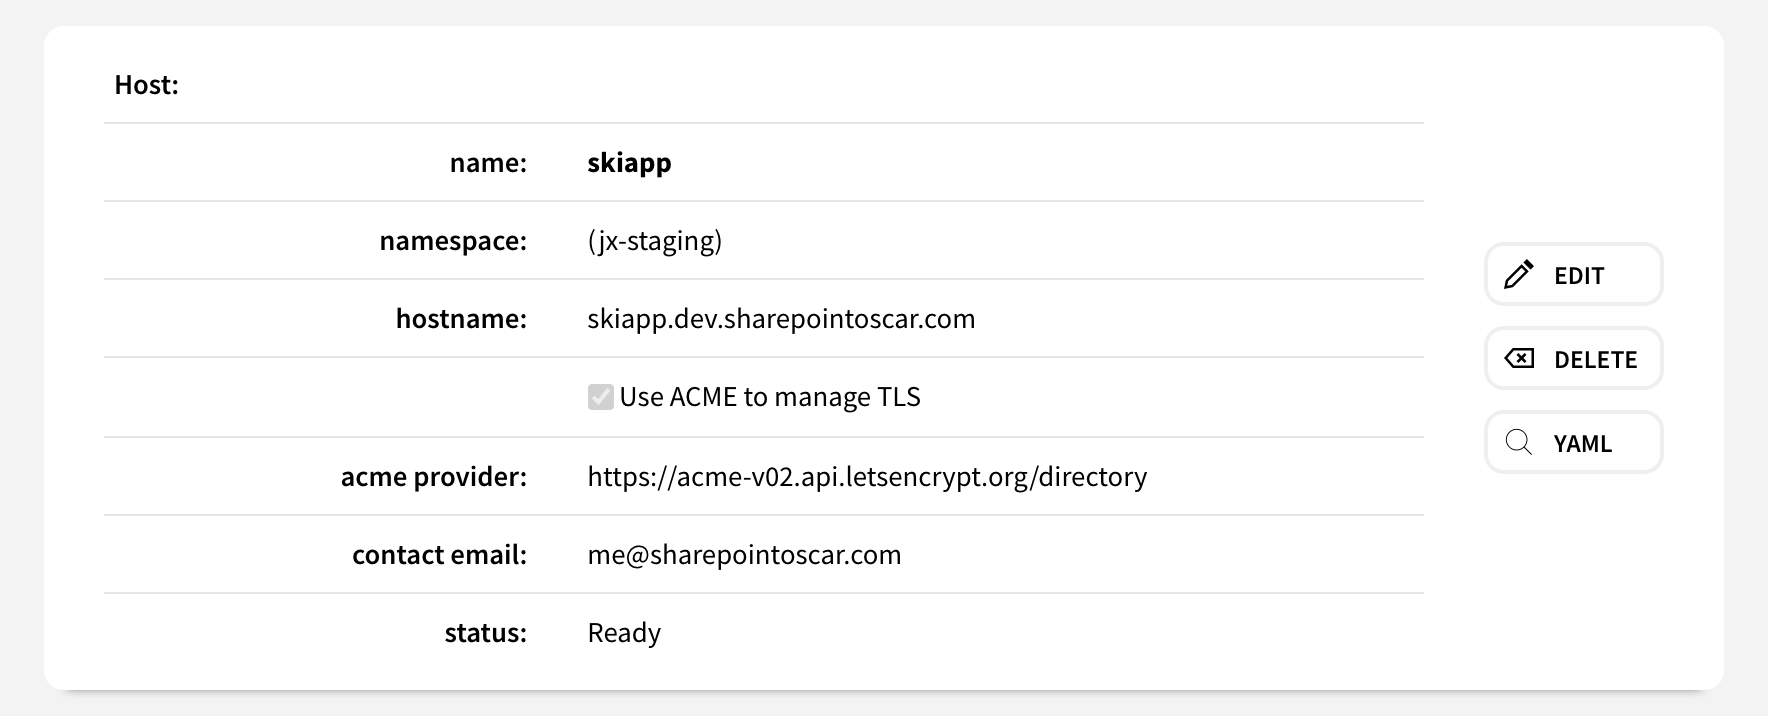 Host:
name: skiapp
namespace: (jx-staging)
hostname: skiapp.dev.sharepointoscar.com
Use ACME to manage TLS
acme provider: https://acme-v02.api.letsencrypt.org/directory
contact email: me@sharepointoscar.com
status: Ready
EDIT
DELETE
YAML